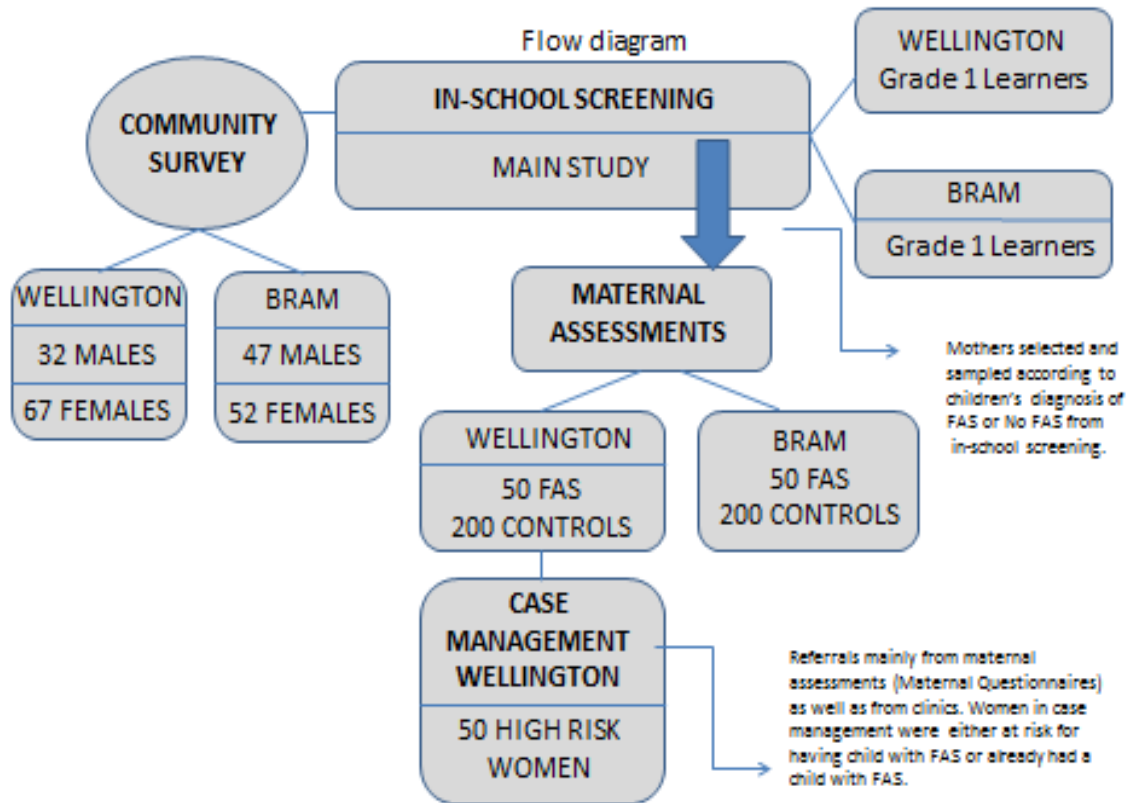 Flow diagram
COMMUNITY
SURVEY
IN-SCHOOL SCREENING
MAIN STUDY
WELLINGTON
Grade 1 Learners
BRAM
Grade 1 Learners
WELLINGTON
32 MALES
67 FEMALES
BRAM
47 MALES
52 FEMALES
MATERNAL
ASSESSMENTS
Mothers selected and
sampled according to
children's diagnosis of
FAS or No FAS from
in-school screening.
WELLINGTON
50 FAS
200 CONTROLS
BRAM
50 FAS
200 CONTROLS
CASE
MANAGEMENT
WELLINGTON
50 HIGH RISK
WOMEN
Referrals mainly from maternal
assessments (Maternal Questionnaires)
as well as from clinics. Women in case
management were either at risk for
having child with FAS or already had a
child with FAS.